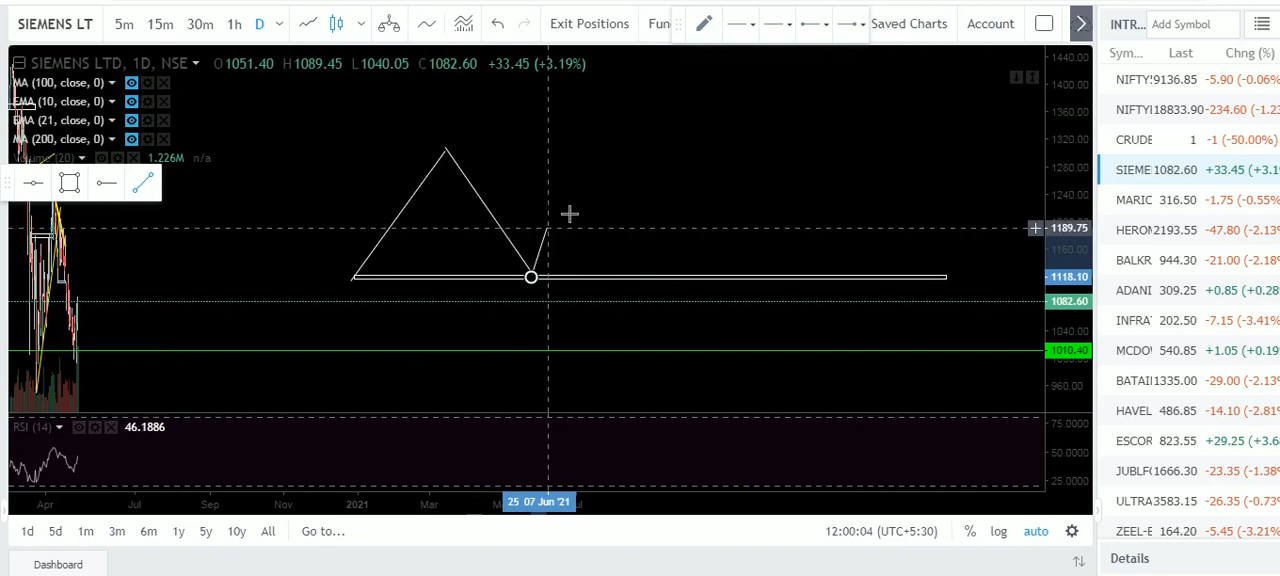 SIEMENS LT 5m 15m 30m 1h D Exit Positions Fun Saved Charts Account
SIEMENS LTD, 1D, NSE O1051.40 H1089.45 L1040.05 C1082.60 +33.45 (+3.19%)
MA (100, close, 0)
EMA (10, close, 0)
EMA (21, close, 0)
MA (200, close, 0)
Volume (20) 1.226M n/a
1440.00
1400.00
1360.00
1320.00
1280.00
1240.00
1189.75
1160.00
1118.10
1082.60
1040.00
1010.40
960.00
RSI (14) 46.1886
75.0000
50.0000
25.0000
Apr Jul Sep Nov 2021 Mar 25 07 Jun '21
1d 5d 1m 3m 6m 1y 5y 10y All Go to... 12:00:04 (UTC+5:30) % log auto
Dashboard
INTR... Add Symbol
Sym... Last Chng (%)
NIFTY! 9136.85 -5.90 (-0.06%
NIFTY 18833.90 -234.60 (-1.23
CRUDE 1 -1 (-50.00%)
SIEME 1082.60 +33.45 (+3.19
MARIC 316.50 -1.75 (-0.55%)
HERON 2193.55 -47.80 (-2.13%
BALKR 944.30 -21.00 (-2.18%
ADANI 309.25 +0.85 (+0.28%
INFRA 202.50 -7.15 (-3.41%)
MCDO 540.85 +1.05 (+0.19%
BATAI 1335.00 -29.00 (-2.13%
HAVEL 486.85 -14.10 (-2.81%
ESCOR 823.55 +29.25 (+3.6
JUBLF 1666.30 -23.35 (-1.38%
ULTRA 3583.15 -26.35 (-0.73%
ZEEL-E 164.20 -5.45 (-3.21%
Details